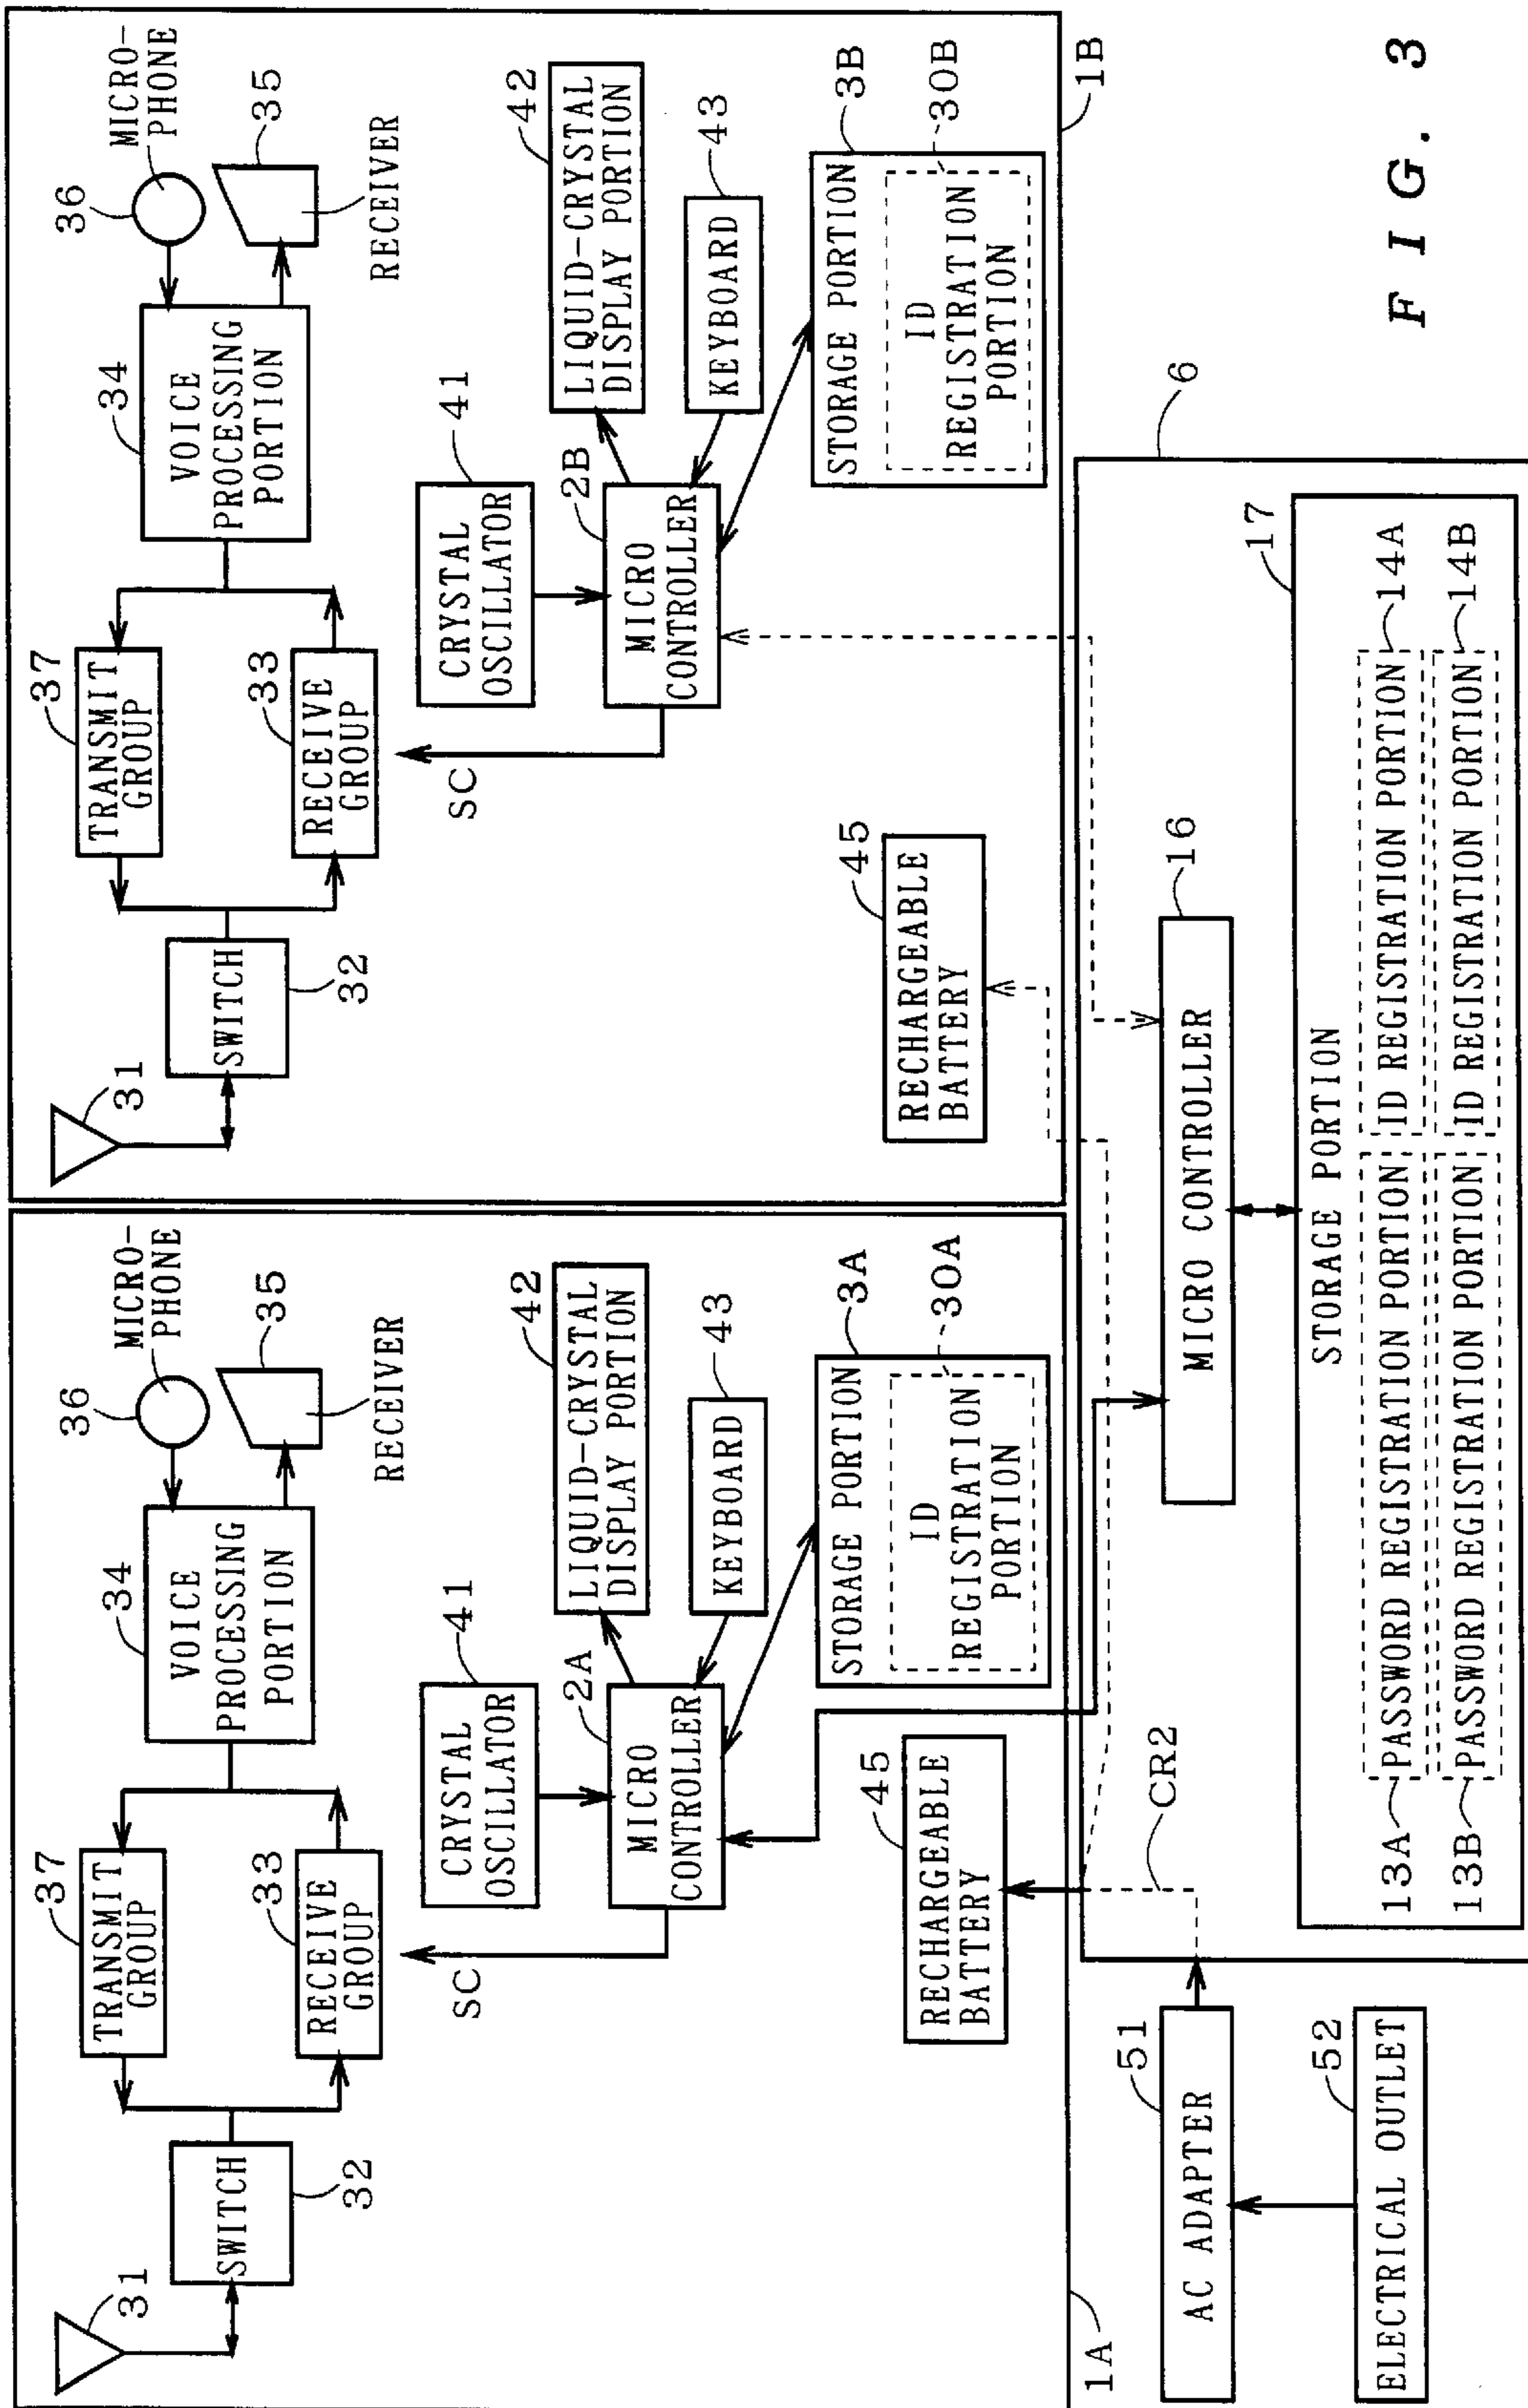 31
SWITCH
32
37
TRANSMIT
GROUP
33
RECEIVE
GROUP
34
VOICE
PROCESSING
PORTION
36
MICRO-
PHONE
35
RECEIVER
SC
41
CRYSTAL
OSCILLATOR
2A
MICRO
CONTROLLER
42
LIQUID-CRYSTAL
DISPLAY PORTION
43
KEYBOARD
3A
STORAGE PORTION
30A
ID
REGISTRATION
PORTION
45
RECHARGEABLE
BATTERY
1A
31
SWITCH
32
37
TRANSMIT
GROUP
33
RECEIVE
GROUP
34
VOICE
PROCESSING
PORTION
36
MICRO-
PHONE
35
RECEIVER
SC
41
CRYSTAL
OSCILLATOR
2B
MICRO
CONTROLLER
42
LIQUID-CRYSTAL
DISPLAY PORTION
43
KEYBOARD
3B
STORAGE PORTION
30B
ID
REGISTRATION
PORTION
45
RECHARGEABLE
BATTERY
1B
51
AC ADAPTER
52
ELECTRICAL OUTLET
CR2
6
16
MICRO CONTROLLER
17
STORAGE PORTION
13A PASSWORD REGISTRATION PORTION ID REGISTRATION PORTION 14A
13B PASSWORD REGISTRATION PORTION ID REGISTRATION PORTION 14B
FIG. 3